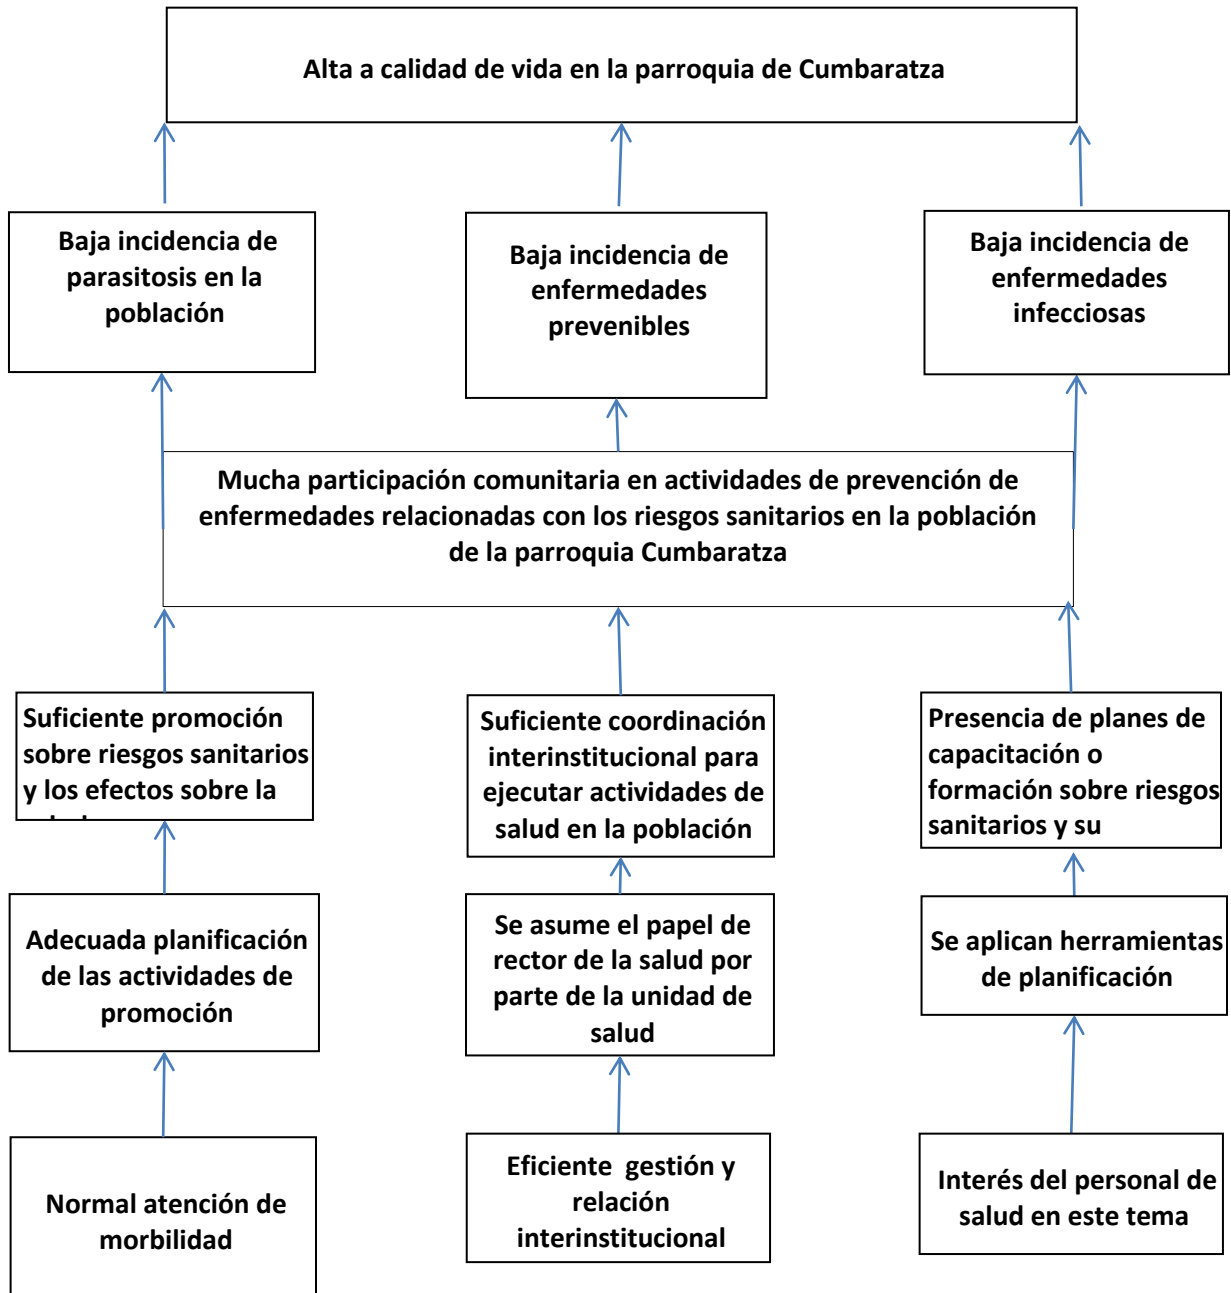 Alta a calidad de vida en la parroquia de Cumbaratza
Baja incidencia de
parasitosis en la
población
Baja incidencia de
enfermedades
prevenibles
Baja incidencia de
enfermedades
infecciosas
Mucha participación comunitaria en actividades de prevención de
enfermedades relacionadas con los riesgos sanitarios en la población
de la parroquia Cumbaratza
Suficiente promoción
sobre riesgos sanitarios
y los efectos sobre la
Suficiente coordinación
interinstitucional para
ejecutar actividades de
salud en la población
Presencia de planes de
capacitación o
formación sobre riesgos
sanitarios y su
Adecuada planificación
de las actividades de
promoción
Se asume el papel de
rector de la salud por
parte de la unidad de
salud
Se aplican herramientas
de planificación
Normal atención de
morbilidad
Eficiente gestión y
relación
interinstitucional
Interés del personal de
salud en este tema